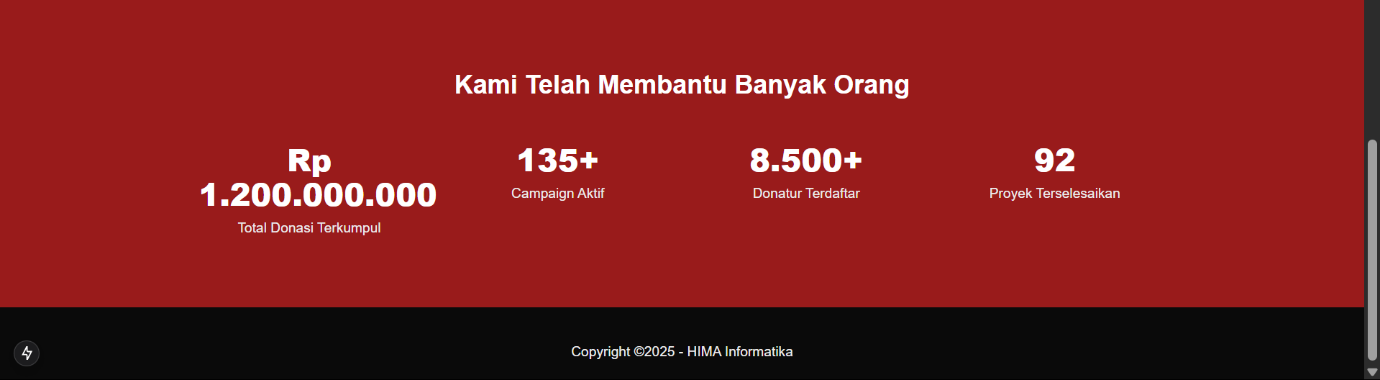 Kami Telah Membantu Banyak Orang
Rp
1.200.000.000
Total Donasi Terkumpul
135+
Campaign Aktif
8.500+
Donatur Terdaftar
92
Proyek Terselesaikan
Copyright ©2025 - HIMA Informatika